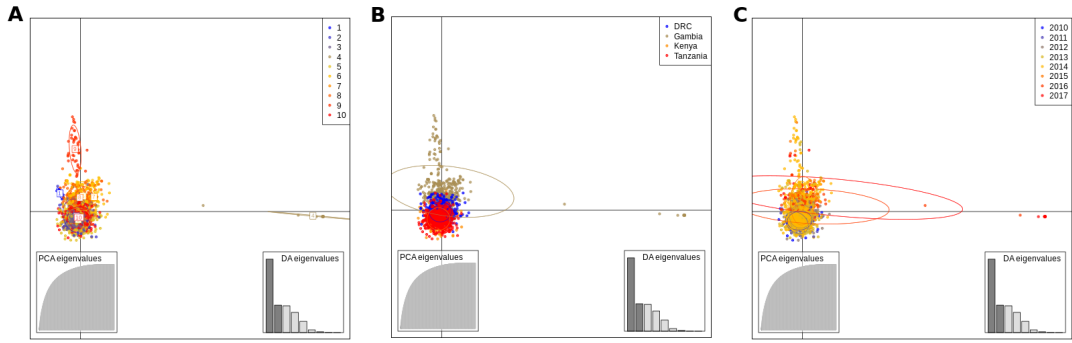 A
1
2
3
4
5
6
7
8
9
10
PCA eigenvalues
DA eigenvalues
B
DRC
Gambia
Kenya
Tanzania
PCA eigenvalues
DA eigenvalues
C
2010
2011
2012
2013
2014
2015
2016
2017
PCA eigenvalues
DA eigenvalues